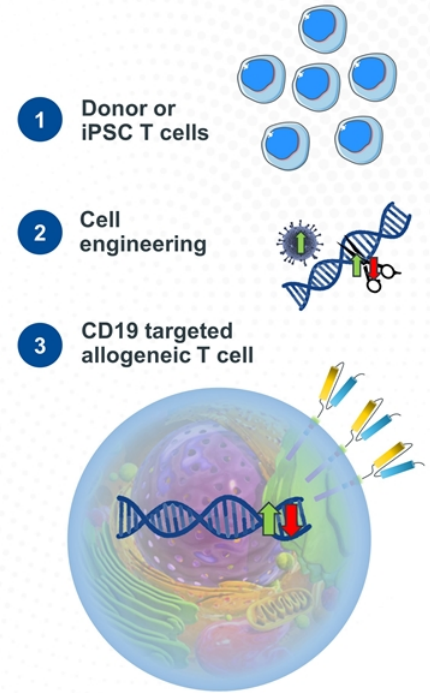 1
Donor or
iPSC T cells
2
Cell
engineering
3
CD19 targeted
allogeneic T cell